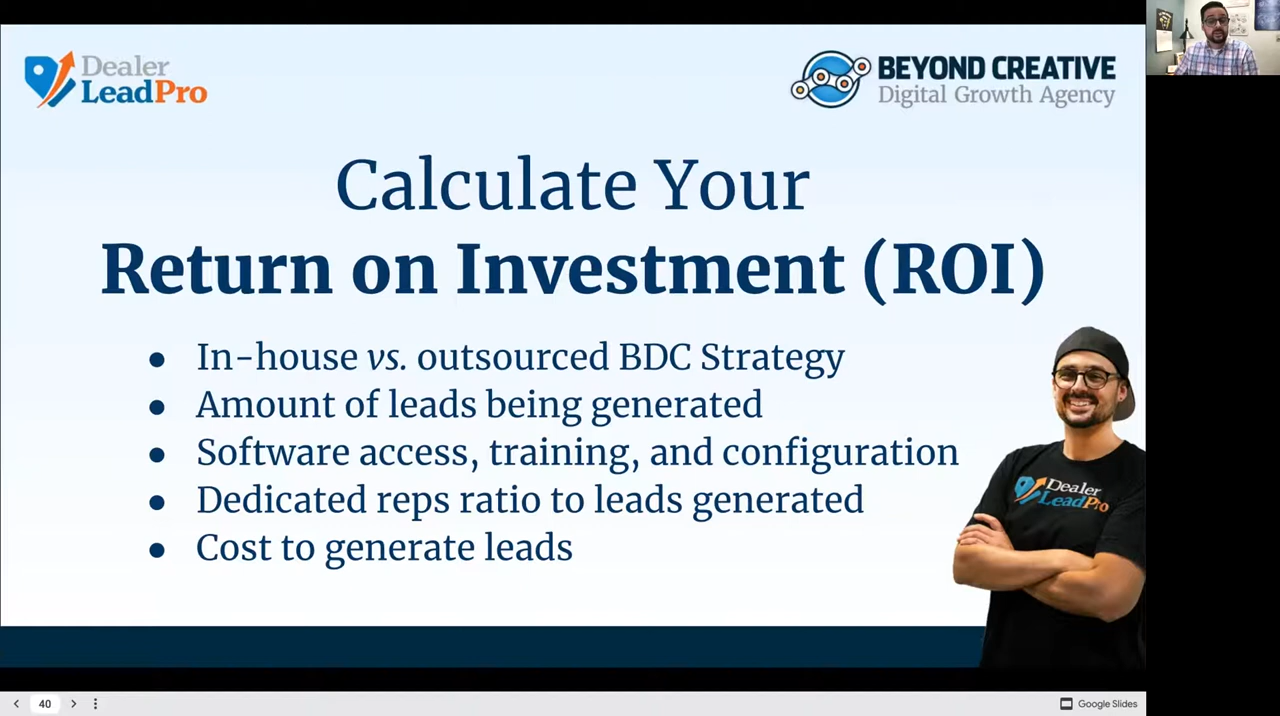 Dealer
LeadPro
BEYOND CREATIVE
Digital Growth Agency
Calculate Your
Return on Investment (ROI)
● In-house vs. outsourced BDC Strategy
● Amount of leads being generated
● Software access, training, and configuration
● Dedicated reps ratio to leads generated
● Cost to generate leads
Dealer
LeadPro
40
Google Slides